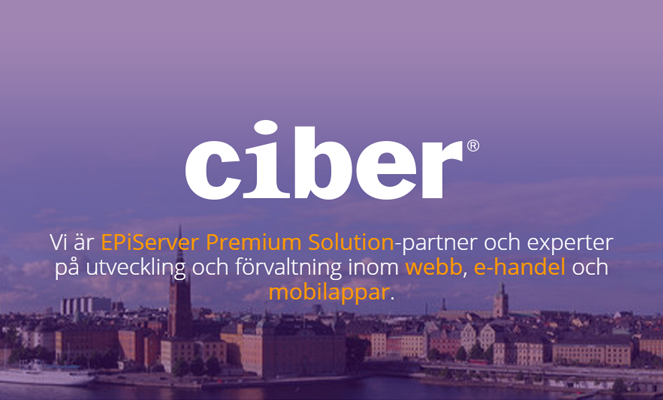 ciber®
Vi är EPiServer Premium Solution-partner och experter
på utveckling och förvaltning inom webb, e-handel och
mobilappar.